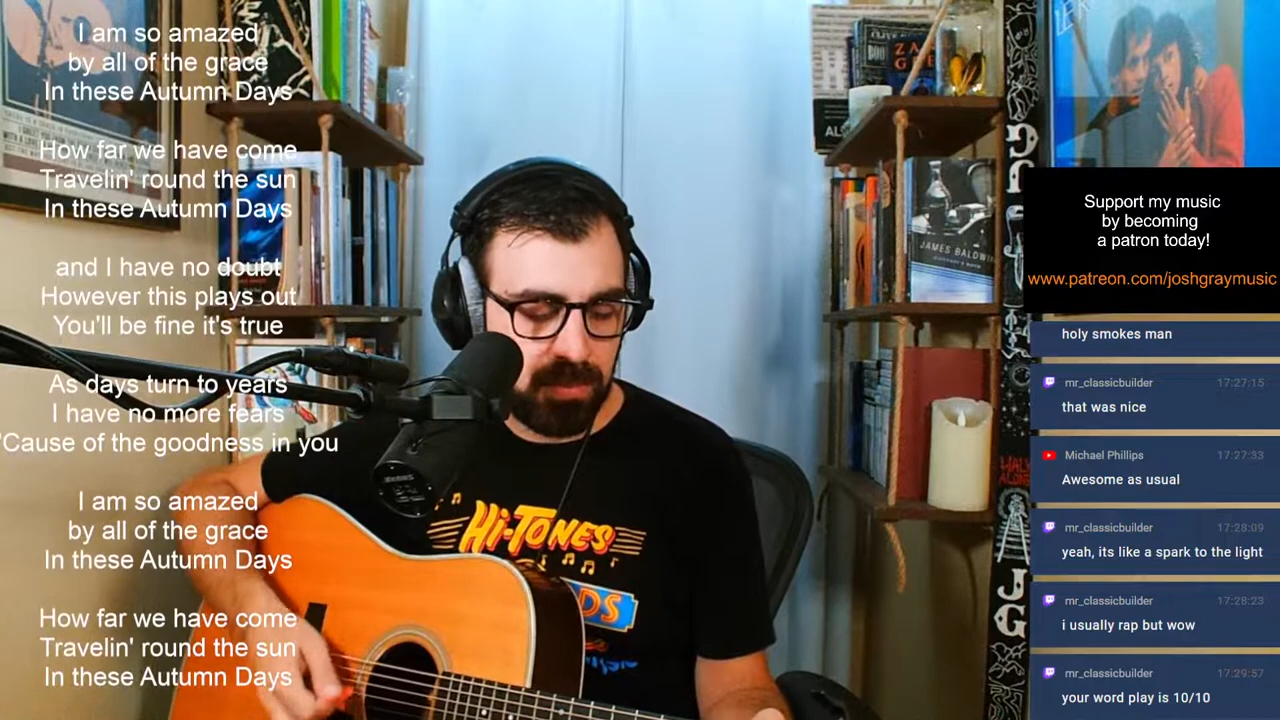 I am so amazed
by all of the grace
In these Autumn Days
How far we have come
Travelin' round the sun
In these Autumn Days
and I have no doubt
However this plays out
You'll be fine it's true
As days turn to years
I have no more fears
'Cause of the goodness in you
I am so amazed
by all of the grace
In these Autumn Days
How far we have come
Travelin' round the sun
In these Autumn Days
Hi-TONES
JAMES BALDWIN
JG
Support my music
by becoming
a patron today!
www.patreon.com/joshgraymusic
holy smokes man
mr_classicbuilder 17:27:15
that was nice
Michael Phillips 17:27:33
Awesome as usual
mr_classicbuilder 17:28:09
yeah, its like a spark to the light
mr_classicbuilder 17:28:23
i usually rap but wow
mr_classicbuilder 17:29:57
your word play is 10/10